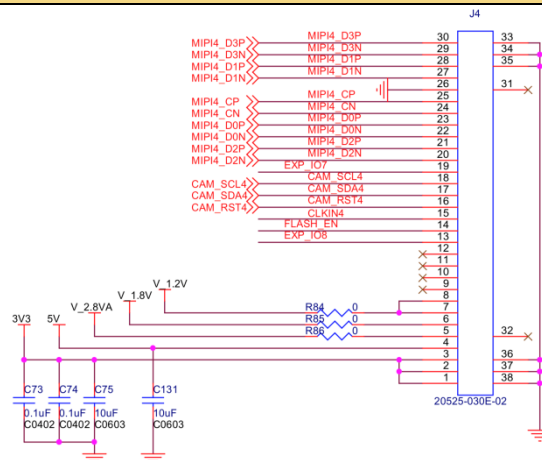 J4
MIPI4_D3P MIPI4_D3P 30 33
MIPI4_D3N MIPI4_D3N 29 34
MIPI4_D1P MIPI4_D1P 28 35
MIPI4_D1N MIPI4_D1N 27
26 31
MIPI4_CP MIPI4_CP 25
MIPI4_CN MIPI4_CN 24
MIPI4_D0P MIPI4_D0P 23
MIPI4_D0N MIPI4_D0N 22
MIPI4_D2P MIPI4_D2P 21
MIPI4_D2N MIPI4_D2N 20
EXP_IO7 19
CAM_SCL4 CAM_SCL4 18
CAM_SDA4 CAM_SDA4 17
CAM_RST4 CAM_RST4 16
CLKIN4 15
FLASH_EN 14
EXP_IO8 13
12
11
10
9
V_1.2V
8
V_1.8V R84 0 7
V_2.8VA R85 0 6
3V3 5V R86 0 5 32
4
3 36
2 37
1 38
20525-030E-02
C73 C74 C75 C131
0.1uF 0.1uF 10uF 10uF
C0402 C0402 C0603 C0603